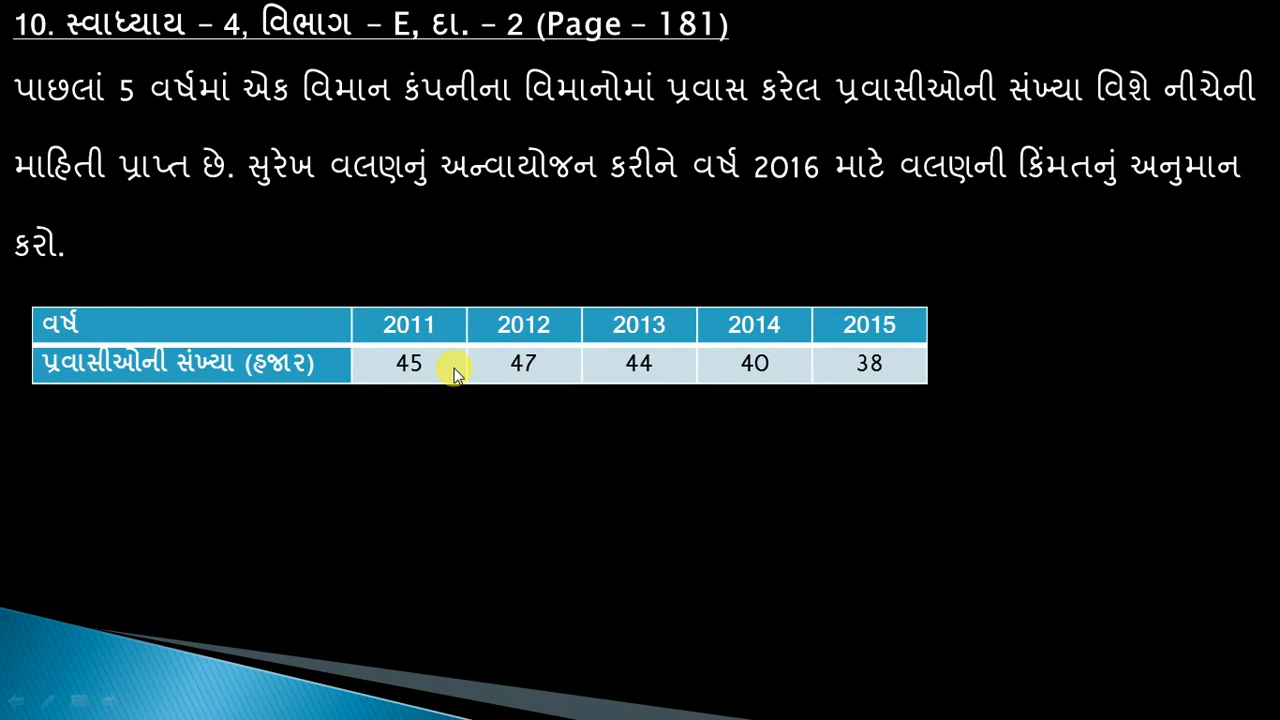 10. સ્વાધ્યાય – 4, વિભાગ – E, દા. – 2 (Page – 181)
પાછલાં 5 વર્ષમાં એક વિમાન કંપનીના વિમાનોમાં પ્રવાસ કરેલ પ્રવાસીઓની સંખ્યા વિશે નીચેની
માહિતી પ્રાપ્ત છે. સુરેખ વલણનું અન્વાયોજન કરીને વર્ષ 2016 માટે વલણની કિંમતનું અનુમાન
કરો.
વર્ષ 2011 2012 2013 2014 2015
પ્રવાસીઓની સંખ્યા (હજાર) 45 47 44 40 38